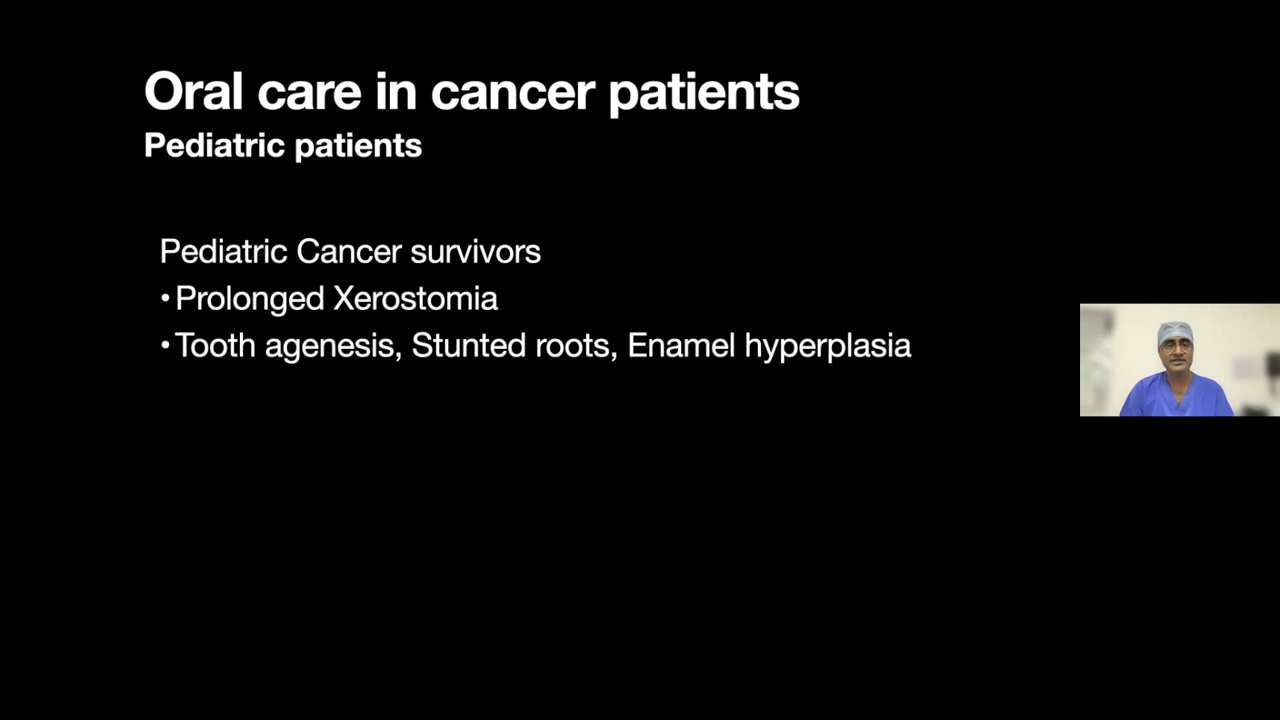 Oral care in cancer patients
Pediatric patients
Pediatric Cancer survivors
•Prolonged Xerostomia
•Tooth agenesis, Stunted roots, Enamel hyperplasia